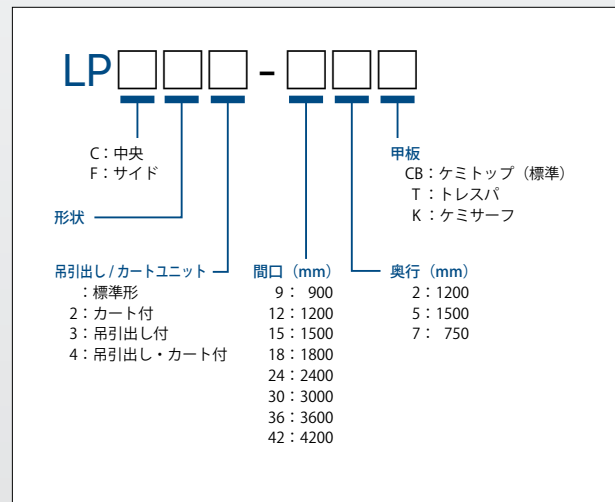 LP□□□-□□□
C：中央
F：サイド
形状
吊引出し / カートユニット
：標準形
2：カート付
3：吊引出し付
4：吊引出し・カート付
間口（mm）
9： 900
12：1200
15：1500
18：1800
24：2400
30：3000
36：3600
42：4200
甲板
CB：ケミトップ（標準）
T：トレスパ
K：ケミサーフ
奥行（mm）
2：1200
5：1500
7： 750